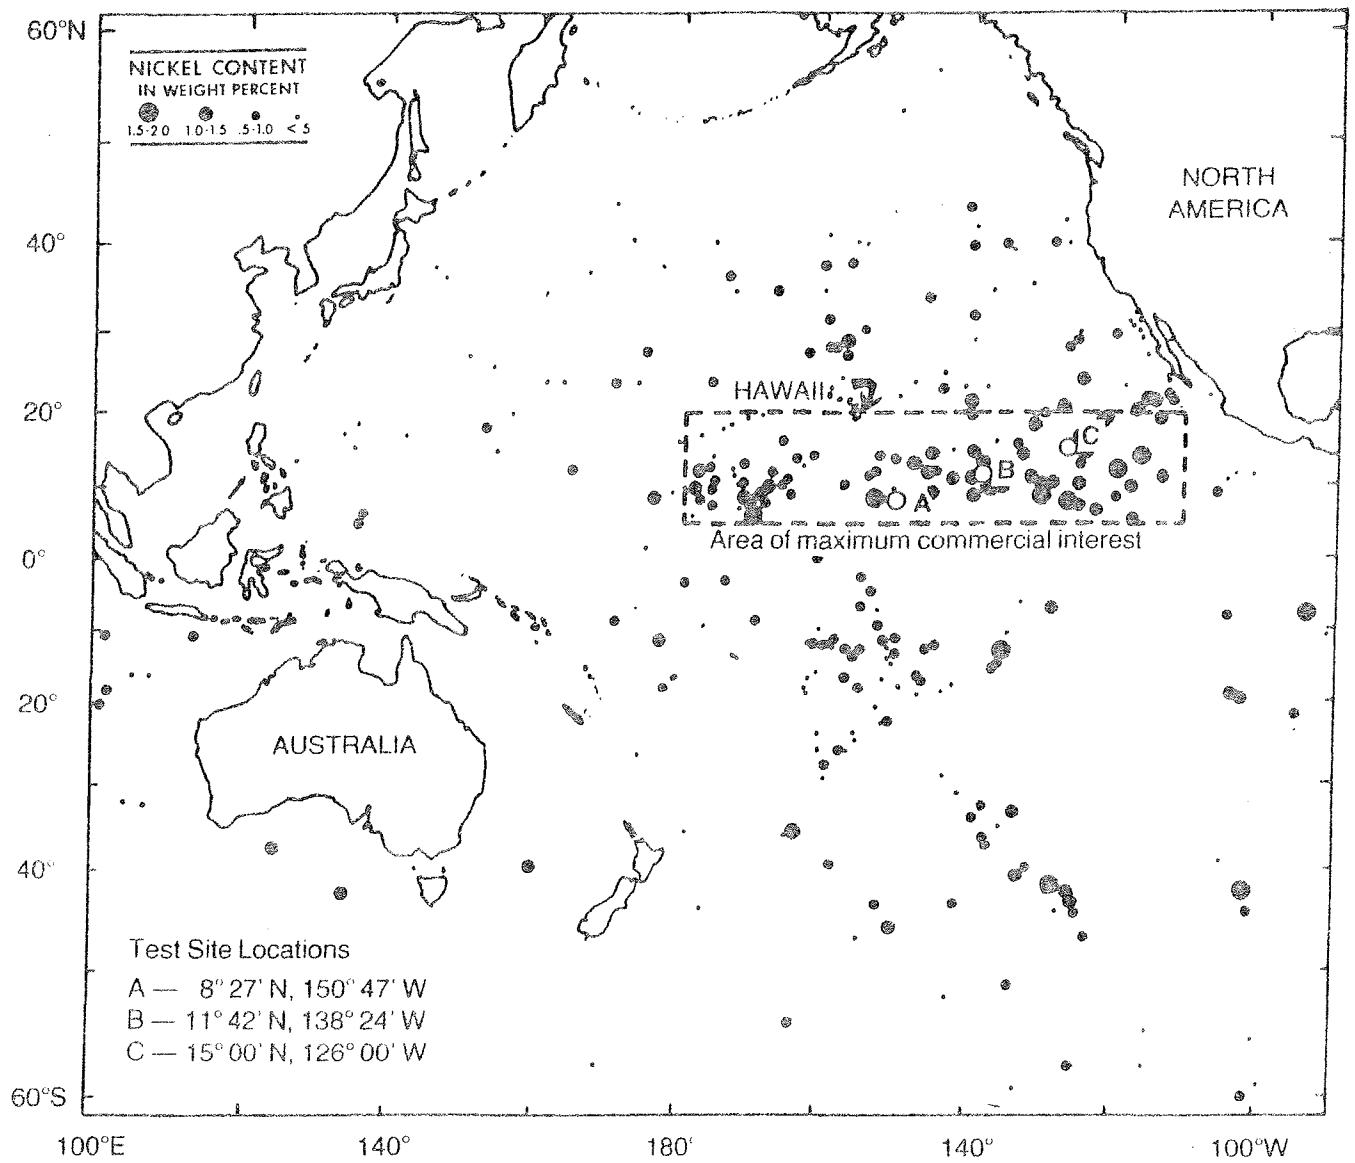 60°N
NICKEL CONTENT
IN WEIGHT PERCENT
1.5-2.0 1.0-1.5 .5-1.0 <.5
NORTH
AMERICA
40°
HAWAII
20°
C
B
A
Area of maximum commercial interest
0°
20°
AUSTRALIA
40°
Test Site Locations
A — 8° 27' N, 150° 47' W
B — 11° 42' N, 138° 24' W
C — 15° 00' N, 126° 00' W
60°S
100°E 140° 180° 140° 100°W